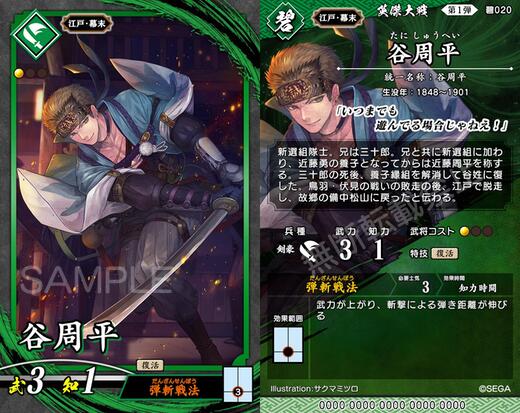 江戸・幕末
SAMPLE
谷周平
復活
武3 知1
だんざんせんぽう
弾斬戦法
3
碧
江戸・幕末
英傑大戦
第1弾
碧020
たに しゅうへい
谷周平
統一名称:谷周平
生没年:1848~1901
「いつまでも
遊んでる場合じゃねえ!」
新選組隊士。兄は三十郎。兄と共に新選組に加わ
り、近藤勇の養子となってからは近藤周平を称す
る。三十郎の死後、養子縁組を解消して谷姓に復
した。鳥羽・伏見の戦いの敗走の後、江戸で脱走
し、故郷の備中松山に戻ったと伝わる。
無断転載
兵種 武力 知力 武将コスト
剣豪 3 1 特技 復活
だんざんせんぽう
弾斬戦法
必要士気 3
効果時間 知力時間
効果範囲
武力が上がり、斬撃による弾き距離が伸び
る
Illustration:サクマミツロ
©SEGA
0000-0000-0000-0000-0000